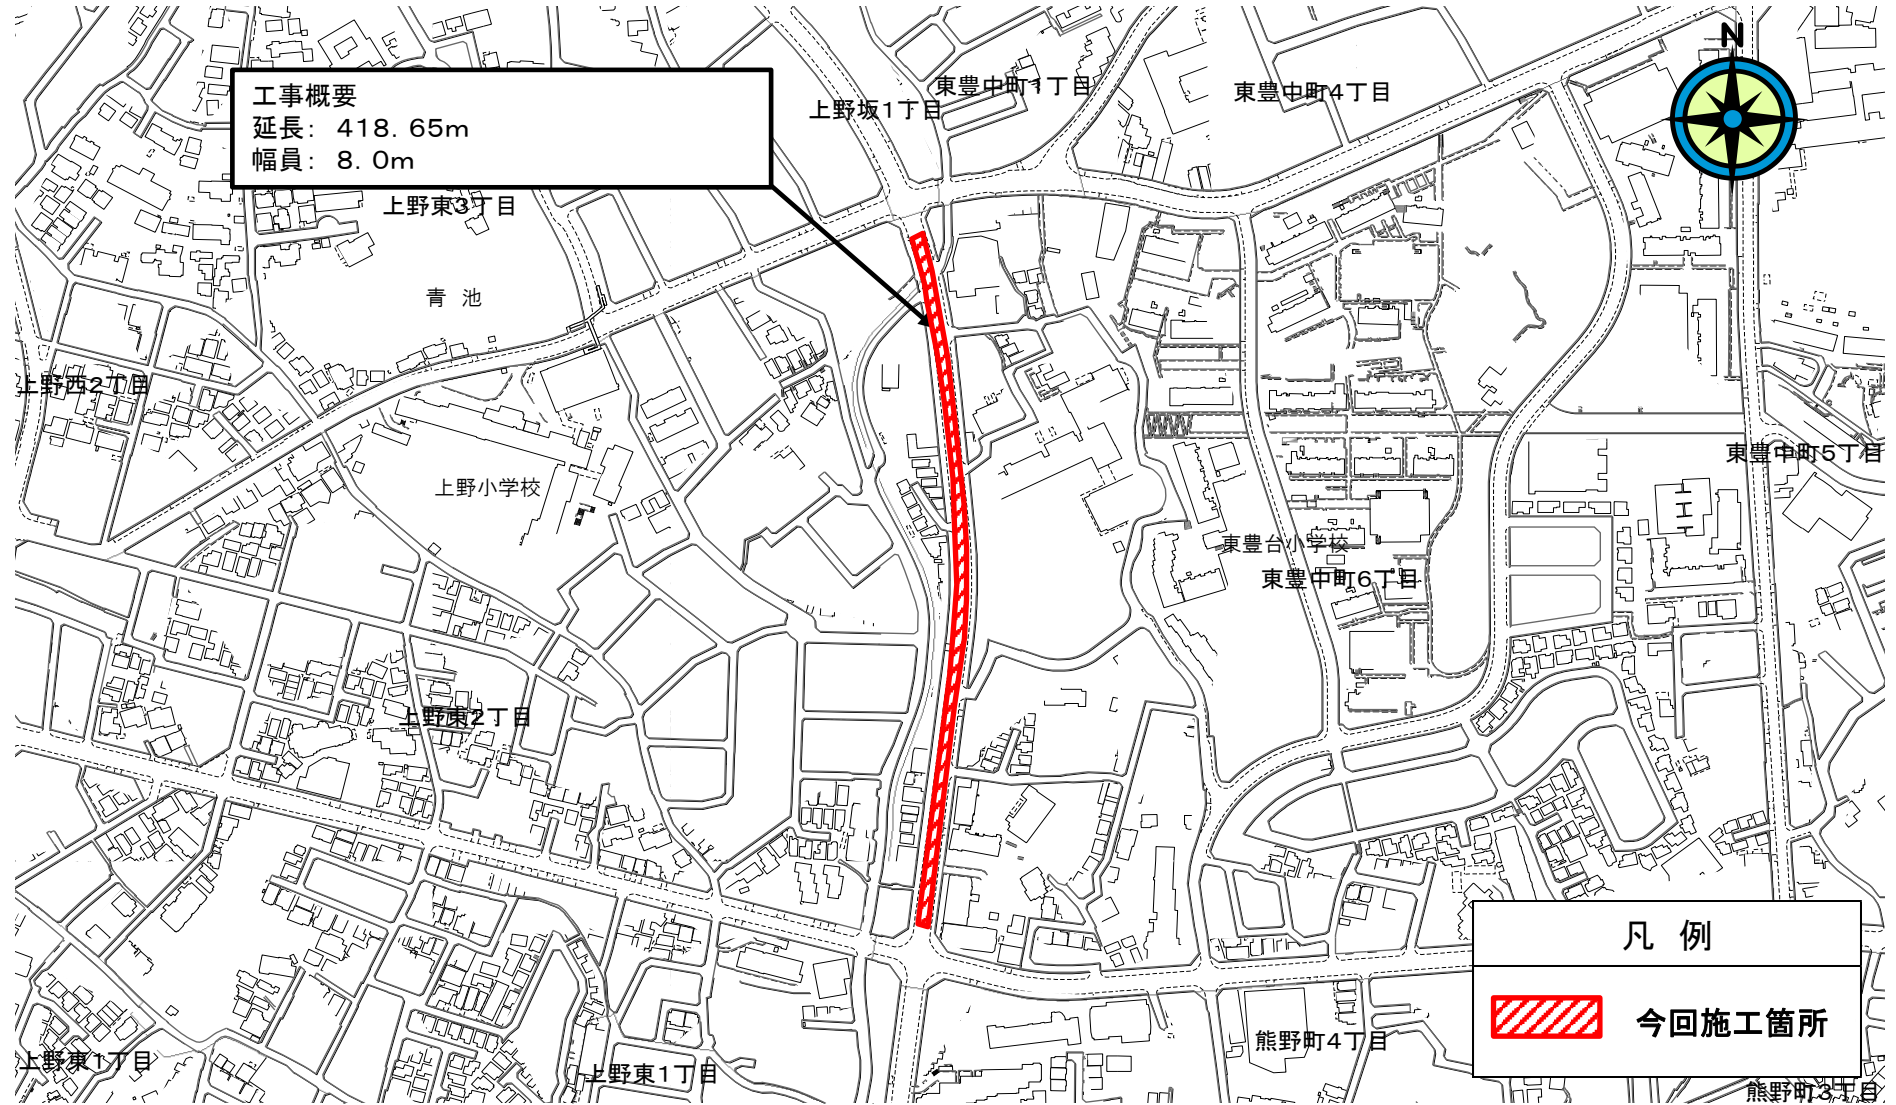 N
工事概要
延長： 418．65m
幅員： 8．0m
上野坂1丁目
東豊中町1丁目
東豊中町4丁目
上野東3丁目
青 池
上野西2丁目
上野小学校
東豊中町5丁目
東豊台小学校
東豊中町6丁目
上野東2丁目
凡 例
今回施工箇所
熊野町4丁目
上野東1丁目
上野東1丁目
熊野町3丁目